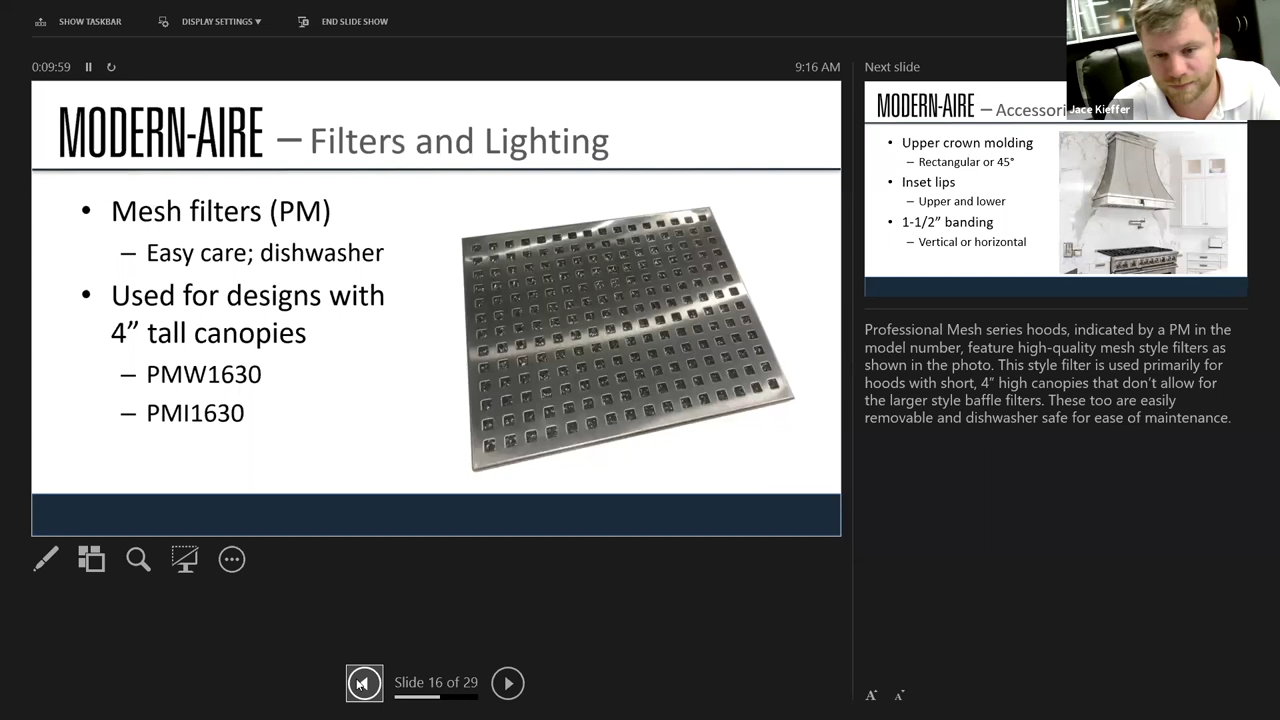 SHOW TASKBAR
DISPLAY SETTINGS ▼
END SLIDE SHOW
0:09:59
9:16 AM
MODERN-AIRE – Filters and Lighting
• Mesh filters (PM)
– Easy care; dishwasher
• Used for designs with
4” tall canopies
– PMW1630
– PMI1630
Slide 16 of 29
Next slide
Jace Kieffer
MODERN-AIRE – Accessori
• Upper crown molding
– Rectangular or 45°
• Inset lips
– Upper and lower
• 1-1/2” banding
– Vertical or horizontal
Professional Mesh series hoods, indicated by a PM in the
model number, feature high-quality mesh style filters as
shown in the photo. This style filter is used primarily for
hoods with short, 4” high canopies that don’t allow for
the larger style baffle filters. These too are easily
removable and dishwasher safe for ease of maintenance.
A A